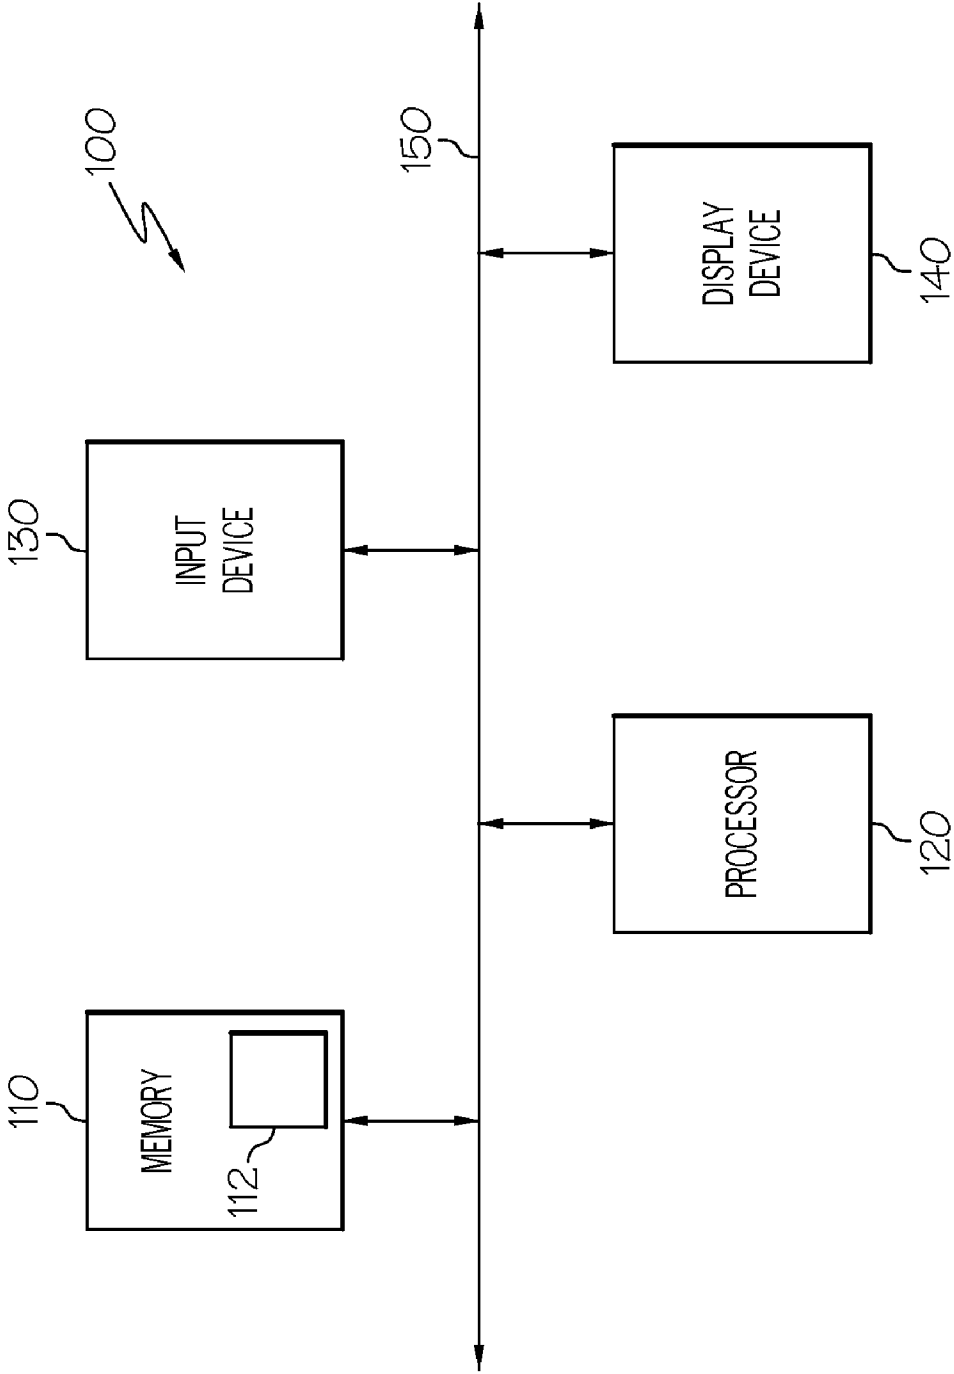 100
110
MEMORY
112
130
INPUT
DEVICE
150
PROCESSOR
120
DISPLAY
DEVICE
140